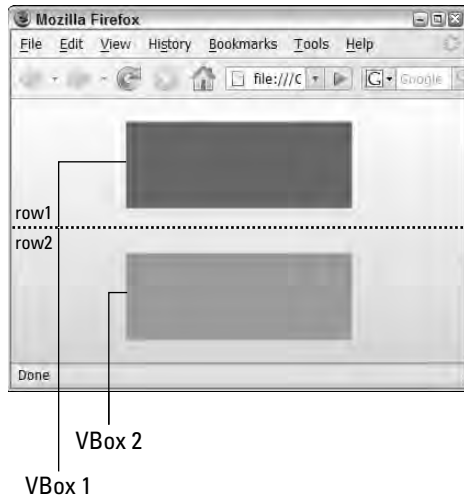 Mozilla Firefox
File Edit View History Bookmarks Tools Help
file:///C G Google
row1
row2
Done
VBox 2
VBox 1